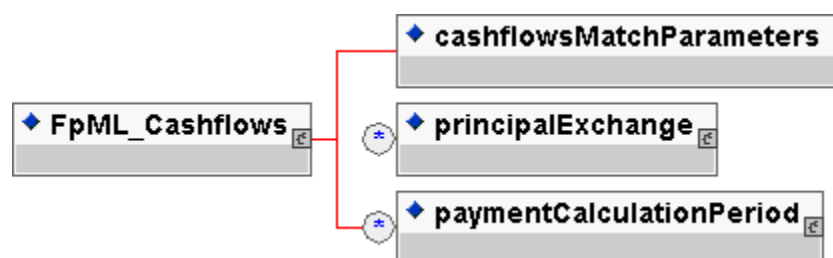 cashflowsMatchParameters
FpML_Cashflows
* principalExchange
* paymentCalculationPeriod